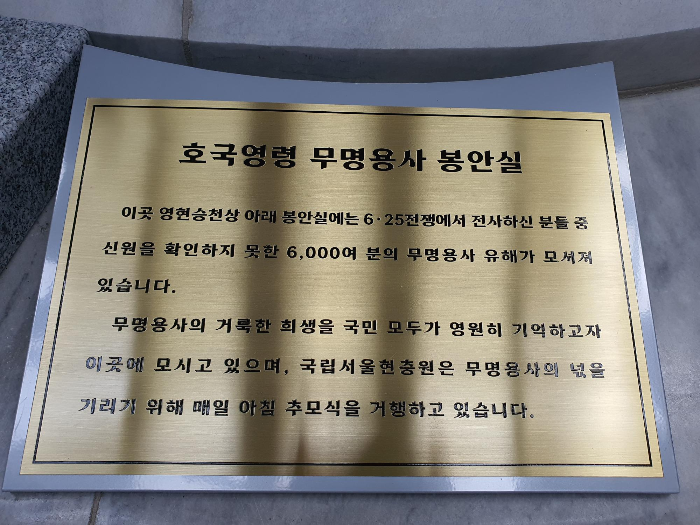 호국영령 무명용사 봉안실
이곳 영현승천상 아래 봉안실에는 6·25전쟁에서 전사하신 분들 중
신원을 확인하지 못한 6,000여 분의 무명용사 유해가 모셔져
있습니다.
무명용사의 거룩한 희생을 국민 모두가 영원히 기억하고자
이곳에 모시고 있으며, 국립서울현충원은 무명용사의 넋을
기리기 위해 매일 아침 추모식을 거행하고 있습니다.